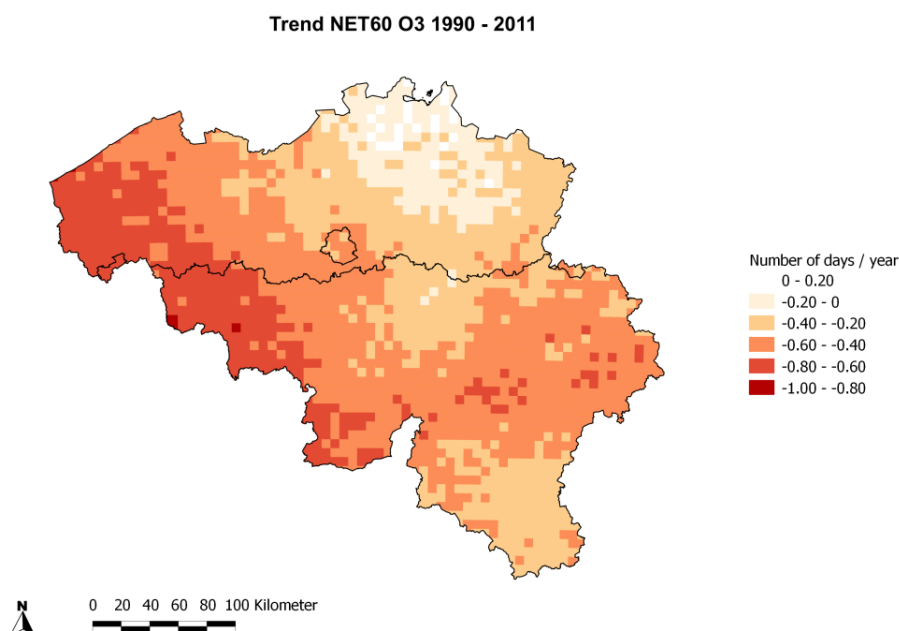 Trend NET60 O3 1990 - 2011
Number of days / year
0 - 0.20
-0.20 - 0
-0.40 - -0.20
-0.60 - -0.40
-0.80 - -0.60
-1.00 - -0.80
N
0 20 40 60 80 100 Kilometer